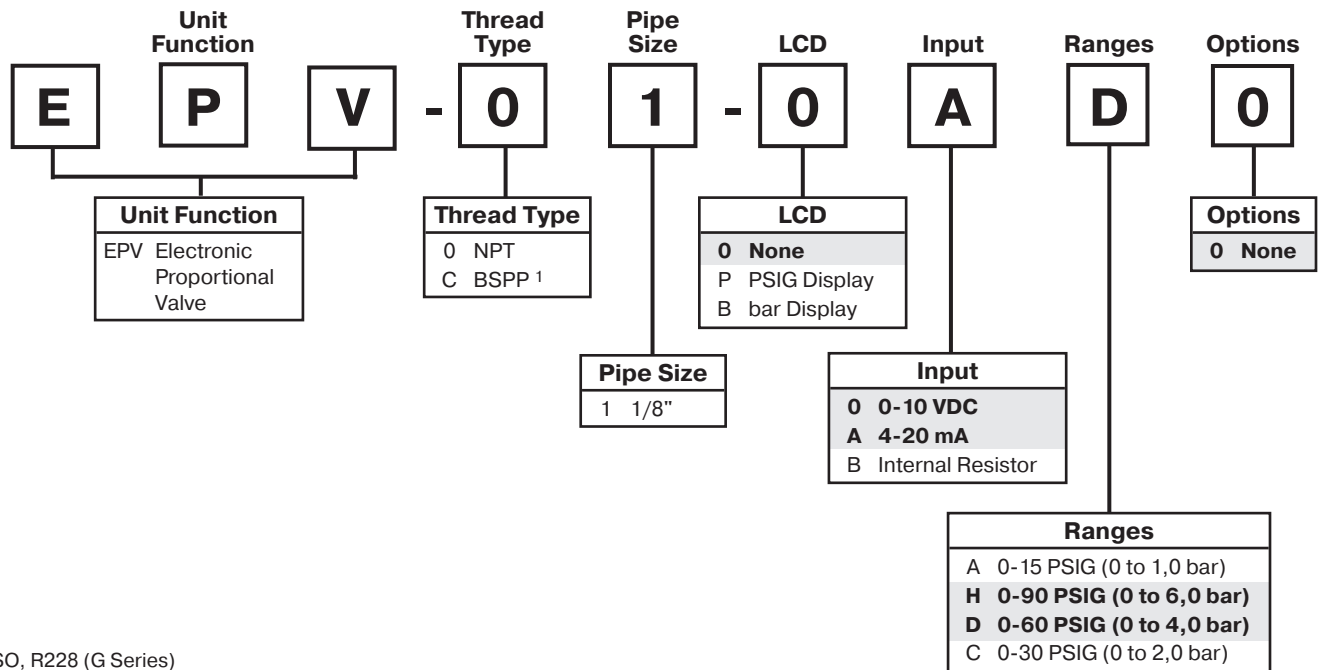 Unit
Function
Thread
Type
Pipe
Size
LCD
Input
Ranges
Options
E P V - 0 1 - 0 A D 0
Unit Function
EPV Electronic
Proportional
Valve
Thread Type
0 NPT
C BSPP 1
LCD
0 None
P PSIG Display
B bar Display
Options
0 None
Pipe Size
1 1/8"
Input
0 0-10 VDC
A 4-20 mA
B Internal Resistor
Ranges
A 0-15 PSIG (0 to 1,0 bar)
H 0-90 PSIG (0 to 6,0 bar)
D 0-60 PSIG (0 to 4,0 bar)
C 0-30 PSIG (0 to 2,0 bar)
SO, R228 (G Series)